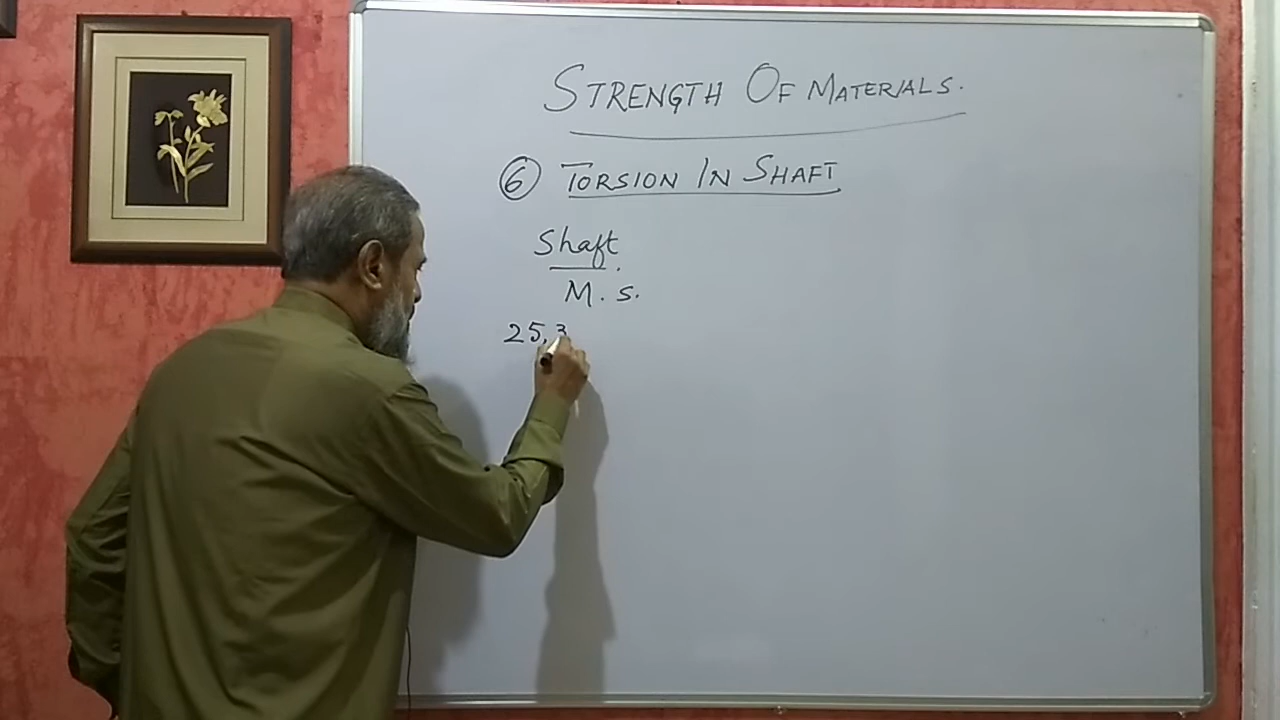 STRENGTH OF MATERIALS.
6 TORSION IN SHAFT
Shaft
M. S.
25, 3